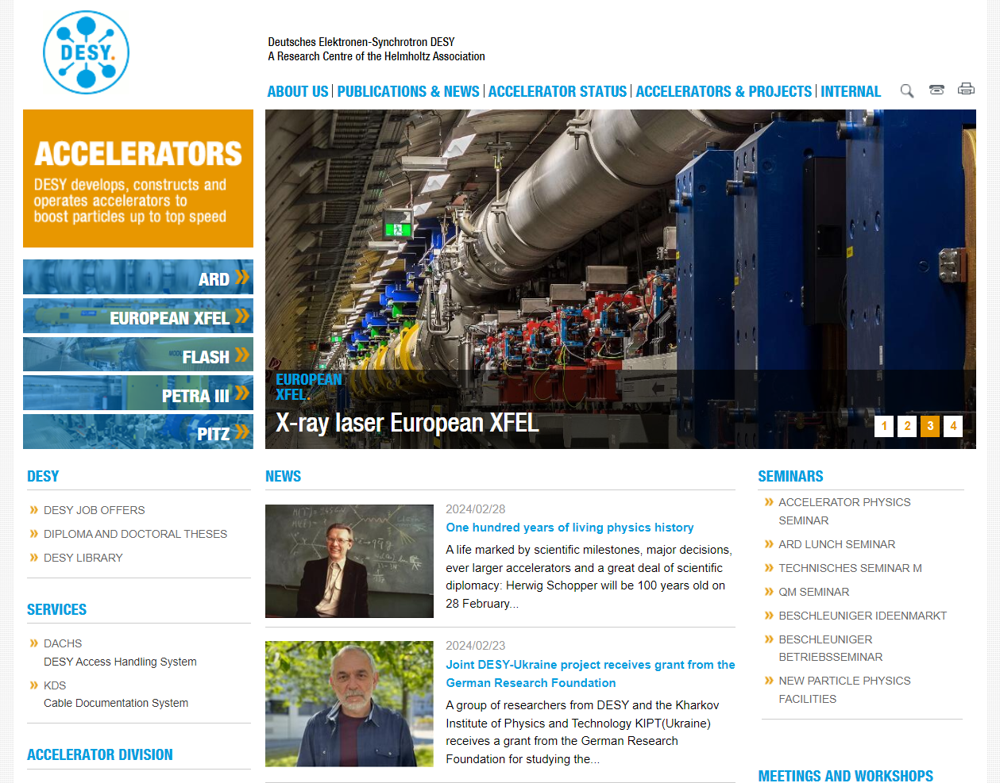 DESY.
Deutsches Elektronen-Synchrotron DESY
A Research Centre of the Helmholtz Association
ABOUT US | PUBLICATIONS & NEWS | ACCELERATOR STATUS | ACCELERATORS & PROJECTS | INTERNAL
ACCELERATORS
DESY develops, constructs and
operates accelerators to
boost particles up to top speed
ARD
EUROPEAN XFEL
FLASH
PETRA III
PITZ
EUROPEAN
XFEL.
X-ray laser European XFEL
1 2 3 4
DESY
DESY JOB OFFERS
DIPLOMA AND DOCTORAL THESES
DESY LIBRARY
SERVICES
DACHS
DESY Access Handling System
KDS
Cable Documentation System
ACCELERATOR DIVISION
NEWS
2024/02/28
One hundred years of living physics history
A life marked by scientific milestones, major decisions,
ever larger accelerators and a great deal of scientific
diplomacy: Herwig Schopper will be 100 years old on
28 February...
2024/02/23
Joint DESY-Ukraine project receives grant from the
German Research Foundation
A group of researchers from DESY and the Kharkov
Institute of Physics and Technology KIPT(Ukraine)
receives a grant from the German Research
Foundation for studying the...
SEMINARS
ACCELERATOR PHYSICS
SEMINAR
ARD LUNCH SEMINAR
TECHNISCHES SEMINAR M
QM SEMINAR
BESCHLEUNIGER IDEENMARKT
BESCHLEUNIGER
BETRIEBSSEMINAR
NEW PARTICLE PHYSICS
FACILITIES
MEETINGS AND WORKSHOPS